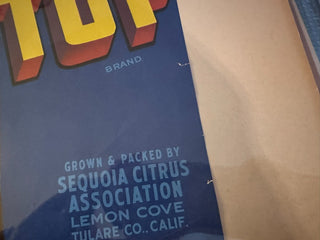 BRAND
GROWN & PACKED BY
SEQUOIA CITRUS
ASSOCIATION
LEMON COVE
TULARE CO., CALIF.